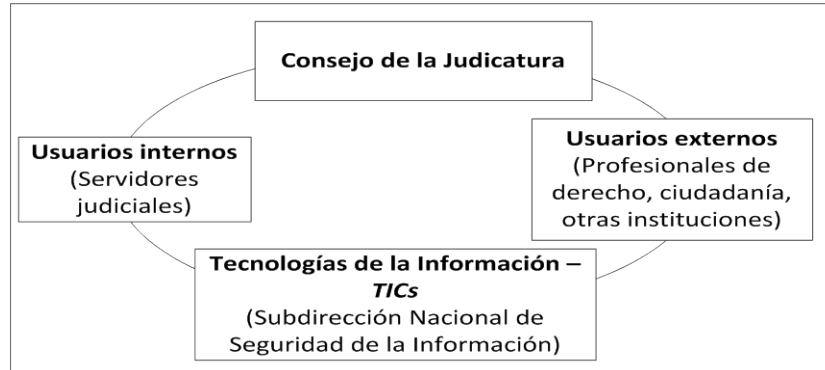 Consejo de la Judicatura
Usuarios internos
(Servidores
judiciales)
Usuarios externos
(Profesionales de
derecho, ciudadanía,
otras instituciones)
Tecnologías de la Información –
TICs
(Subdirección Nacional de
Seguridad de la Información)